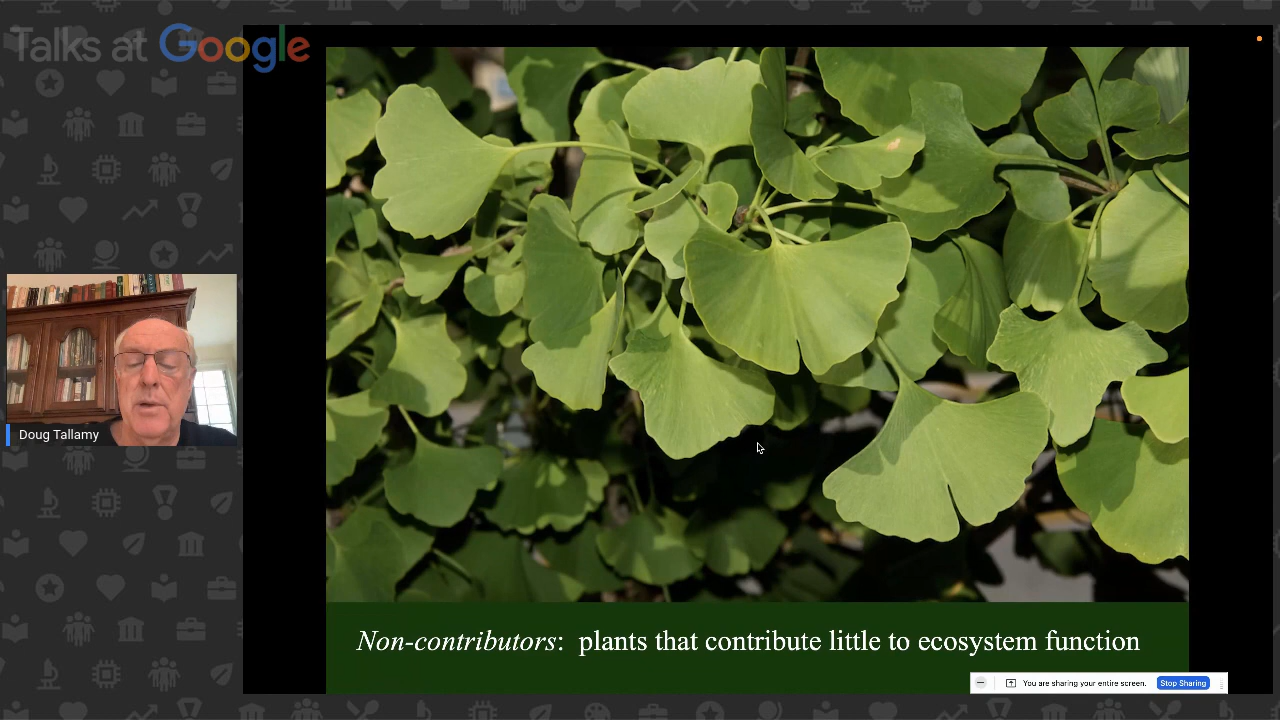 Talks at Google
Doug Tallamy
Non-contributors: plants that contribute little to ecosystem function
You are sharing your entire screen.
Stop Sharing